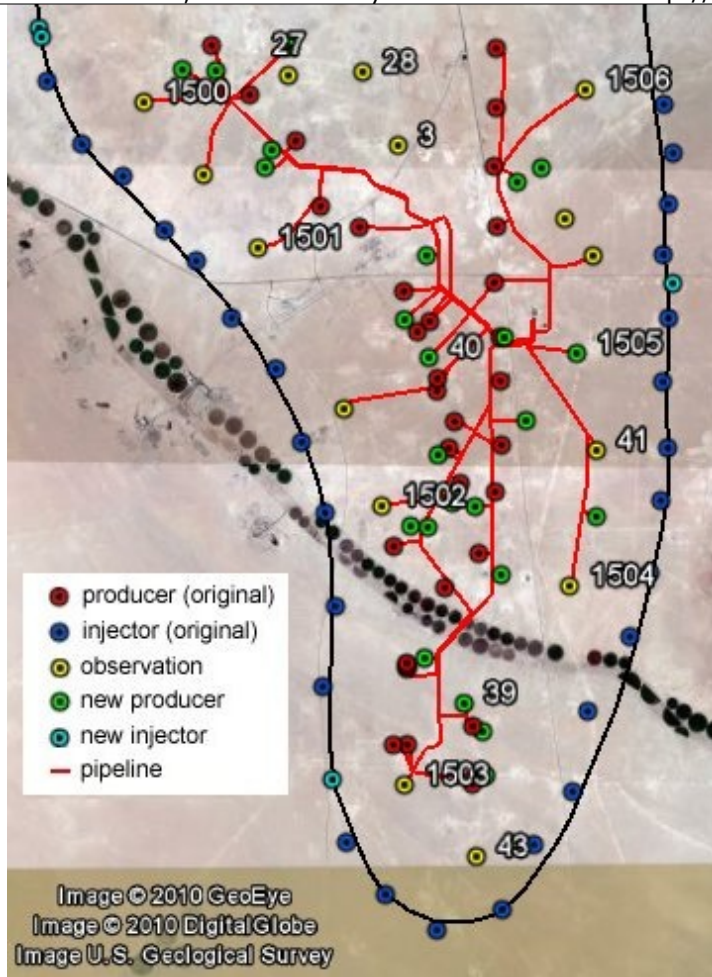 27
28
1500
1506
3
1501
40
1505
41
1502
1504
producer (original)
injector (original)
observation
new producer
new injector
pipeline
39
1503
43
Image © 2010 GeoEye
Image © 2010 DigitalGlobe
Image U.S. Geological Survey